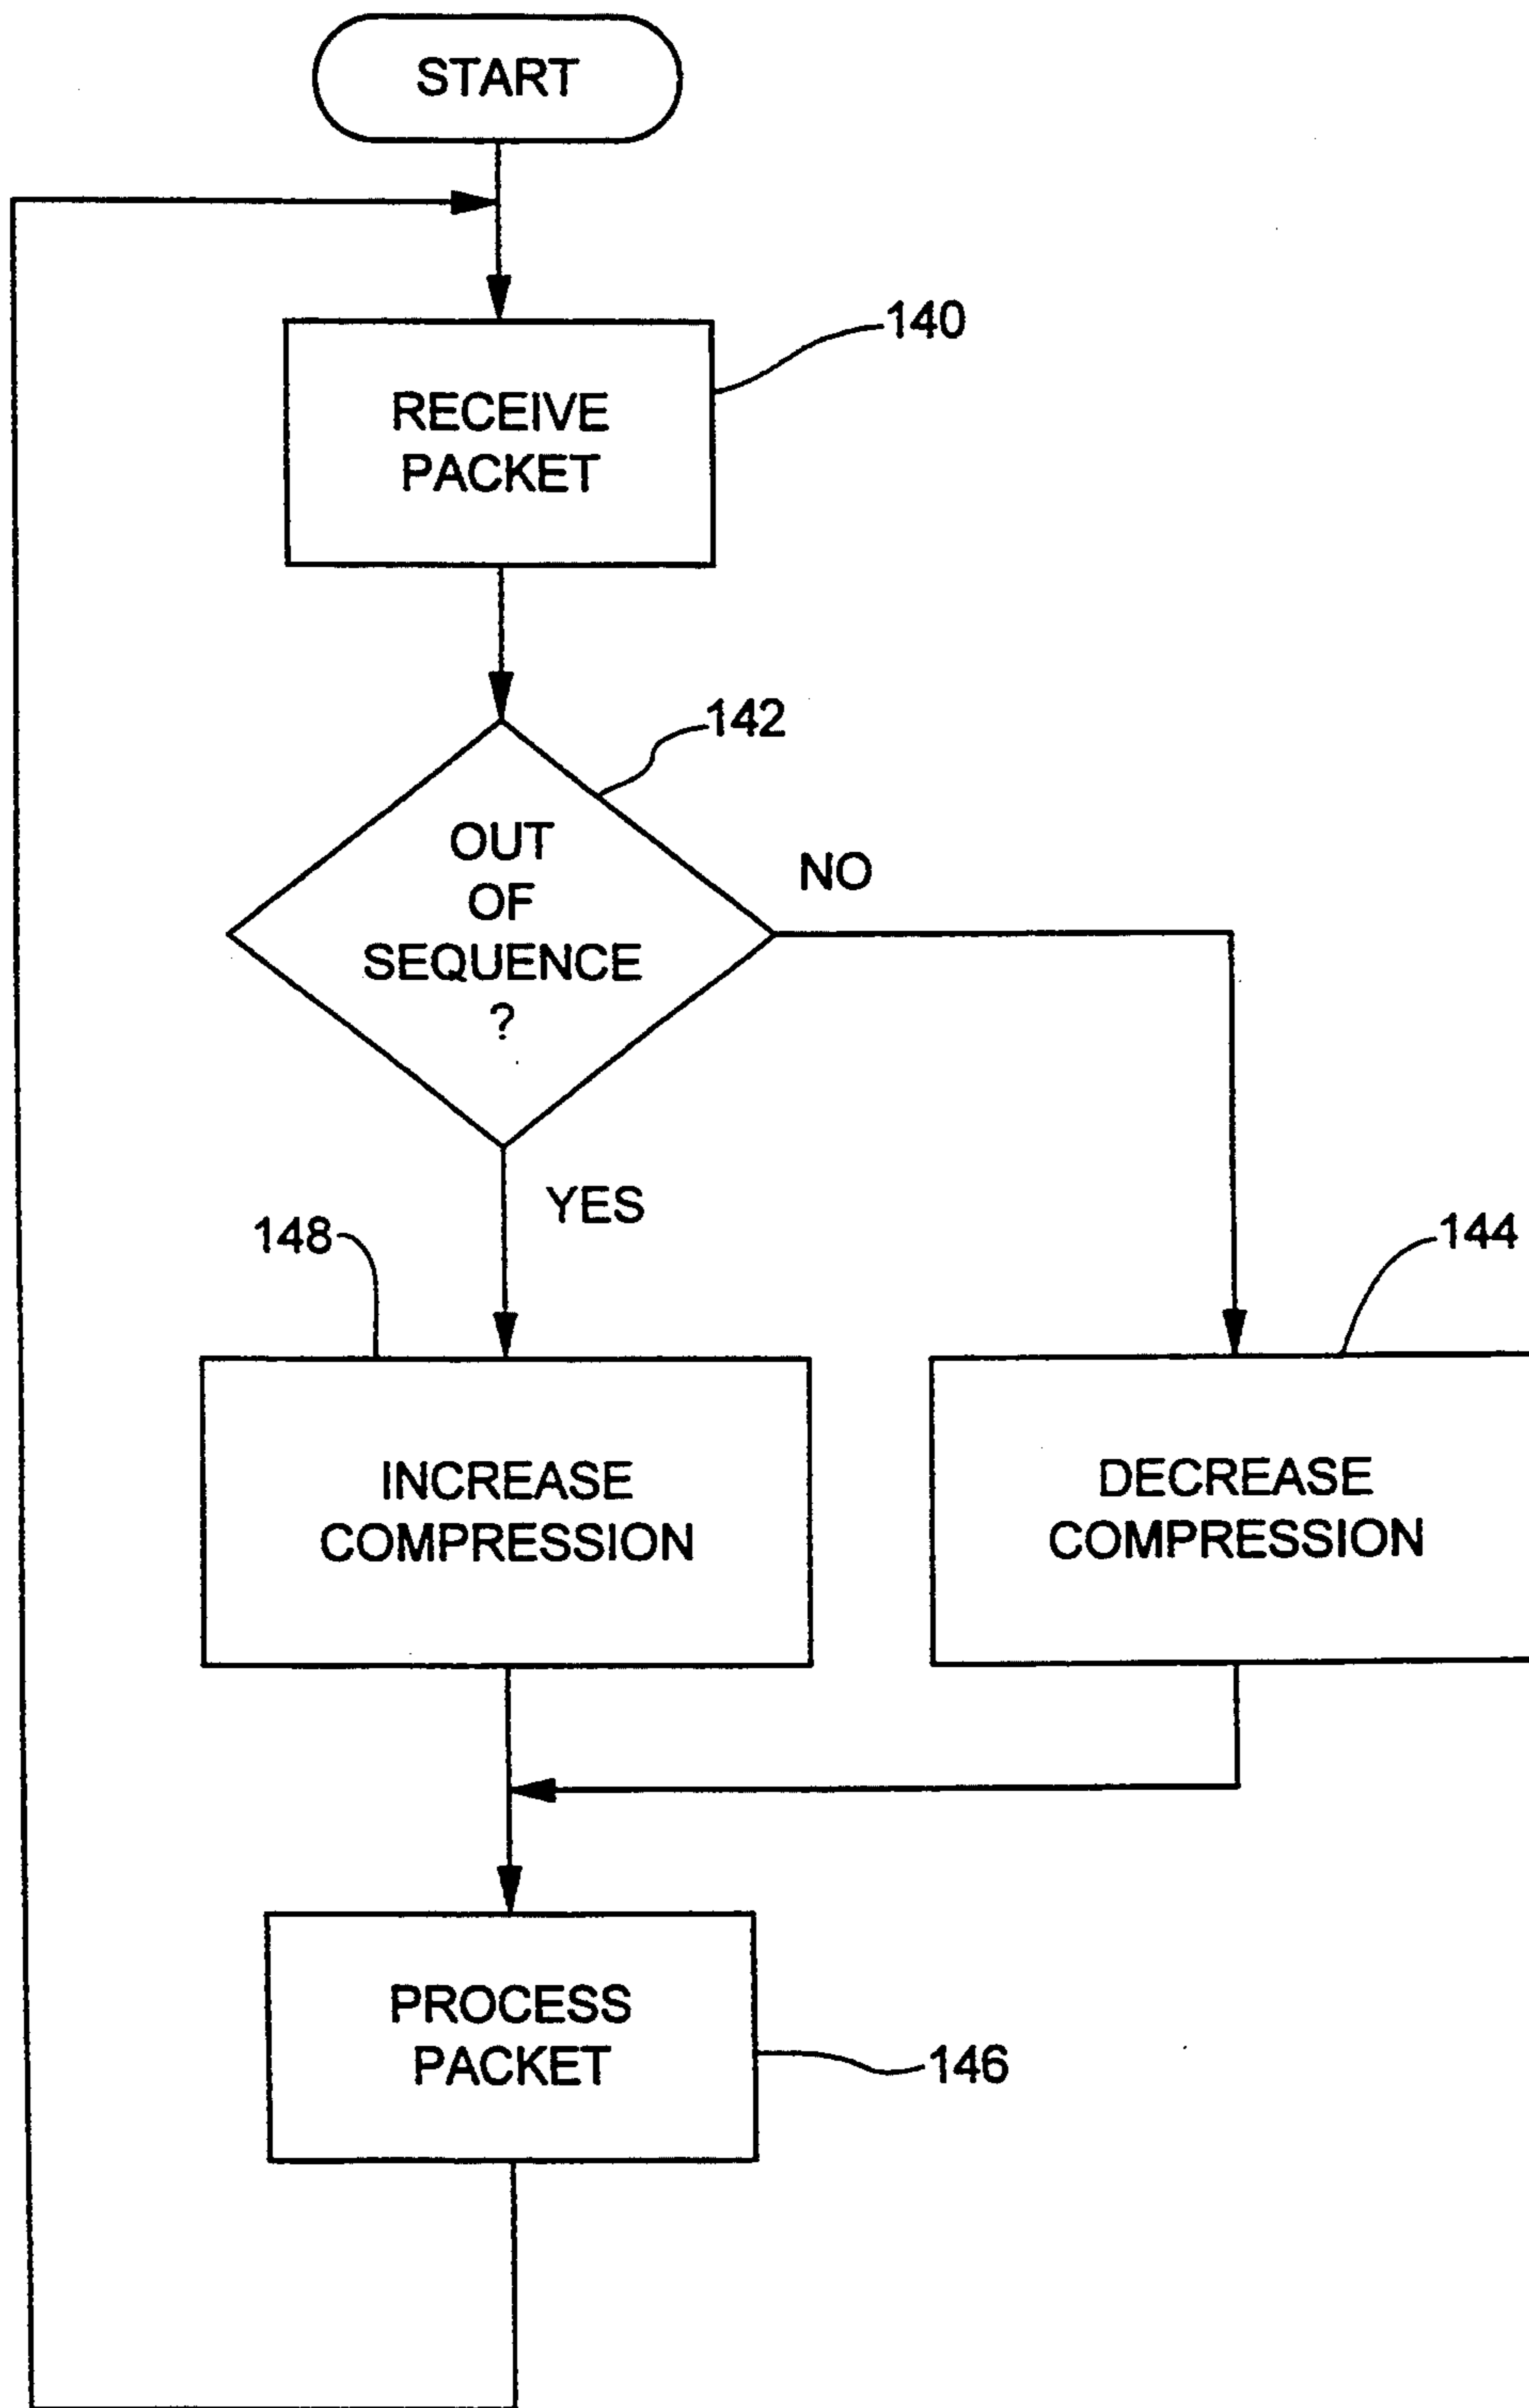 START
140
RECEIVE
PACKET
142
OUT
OF
SEQUENCE
?
NO
YES
148
144
INCREASE
COMPRESSION
DECREASE
COMPRESSION
PROCESS
PACKET
146